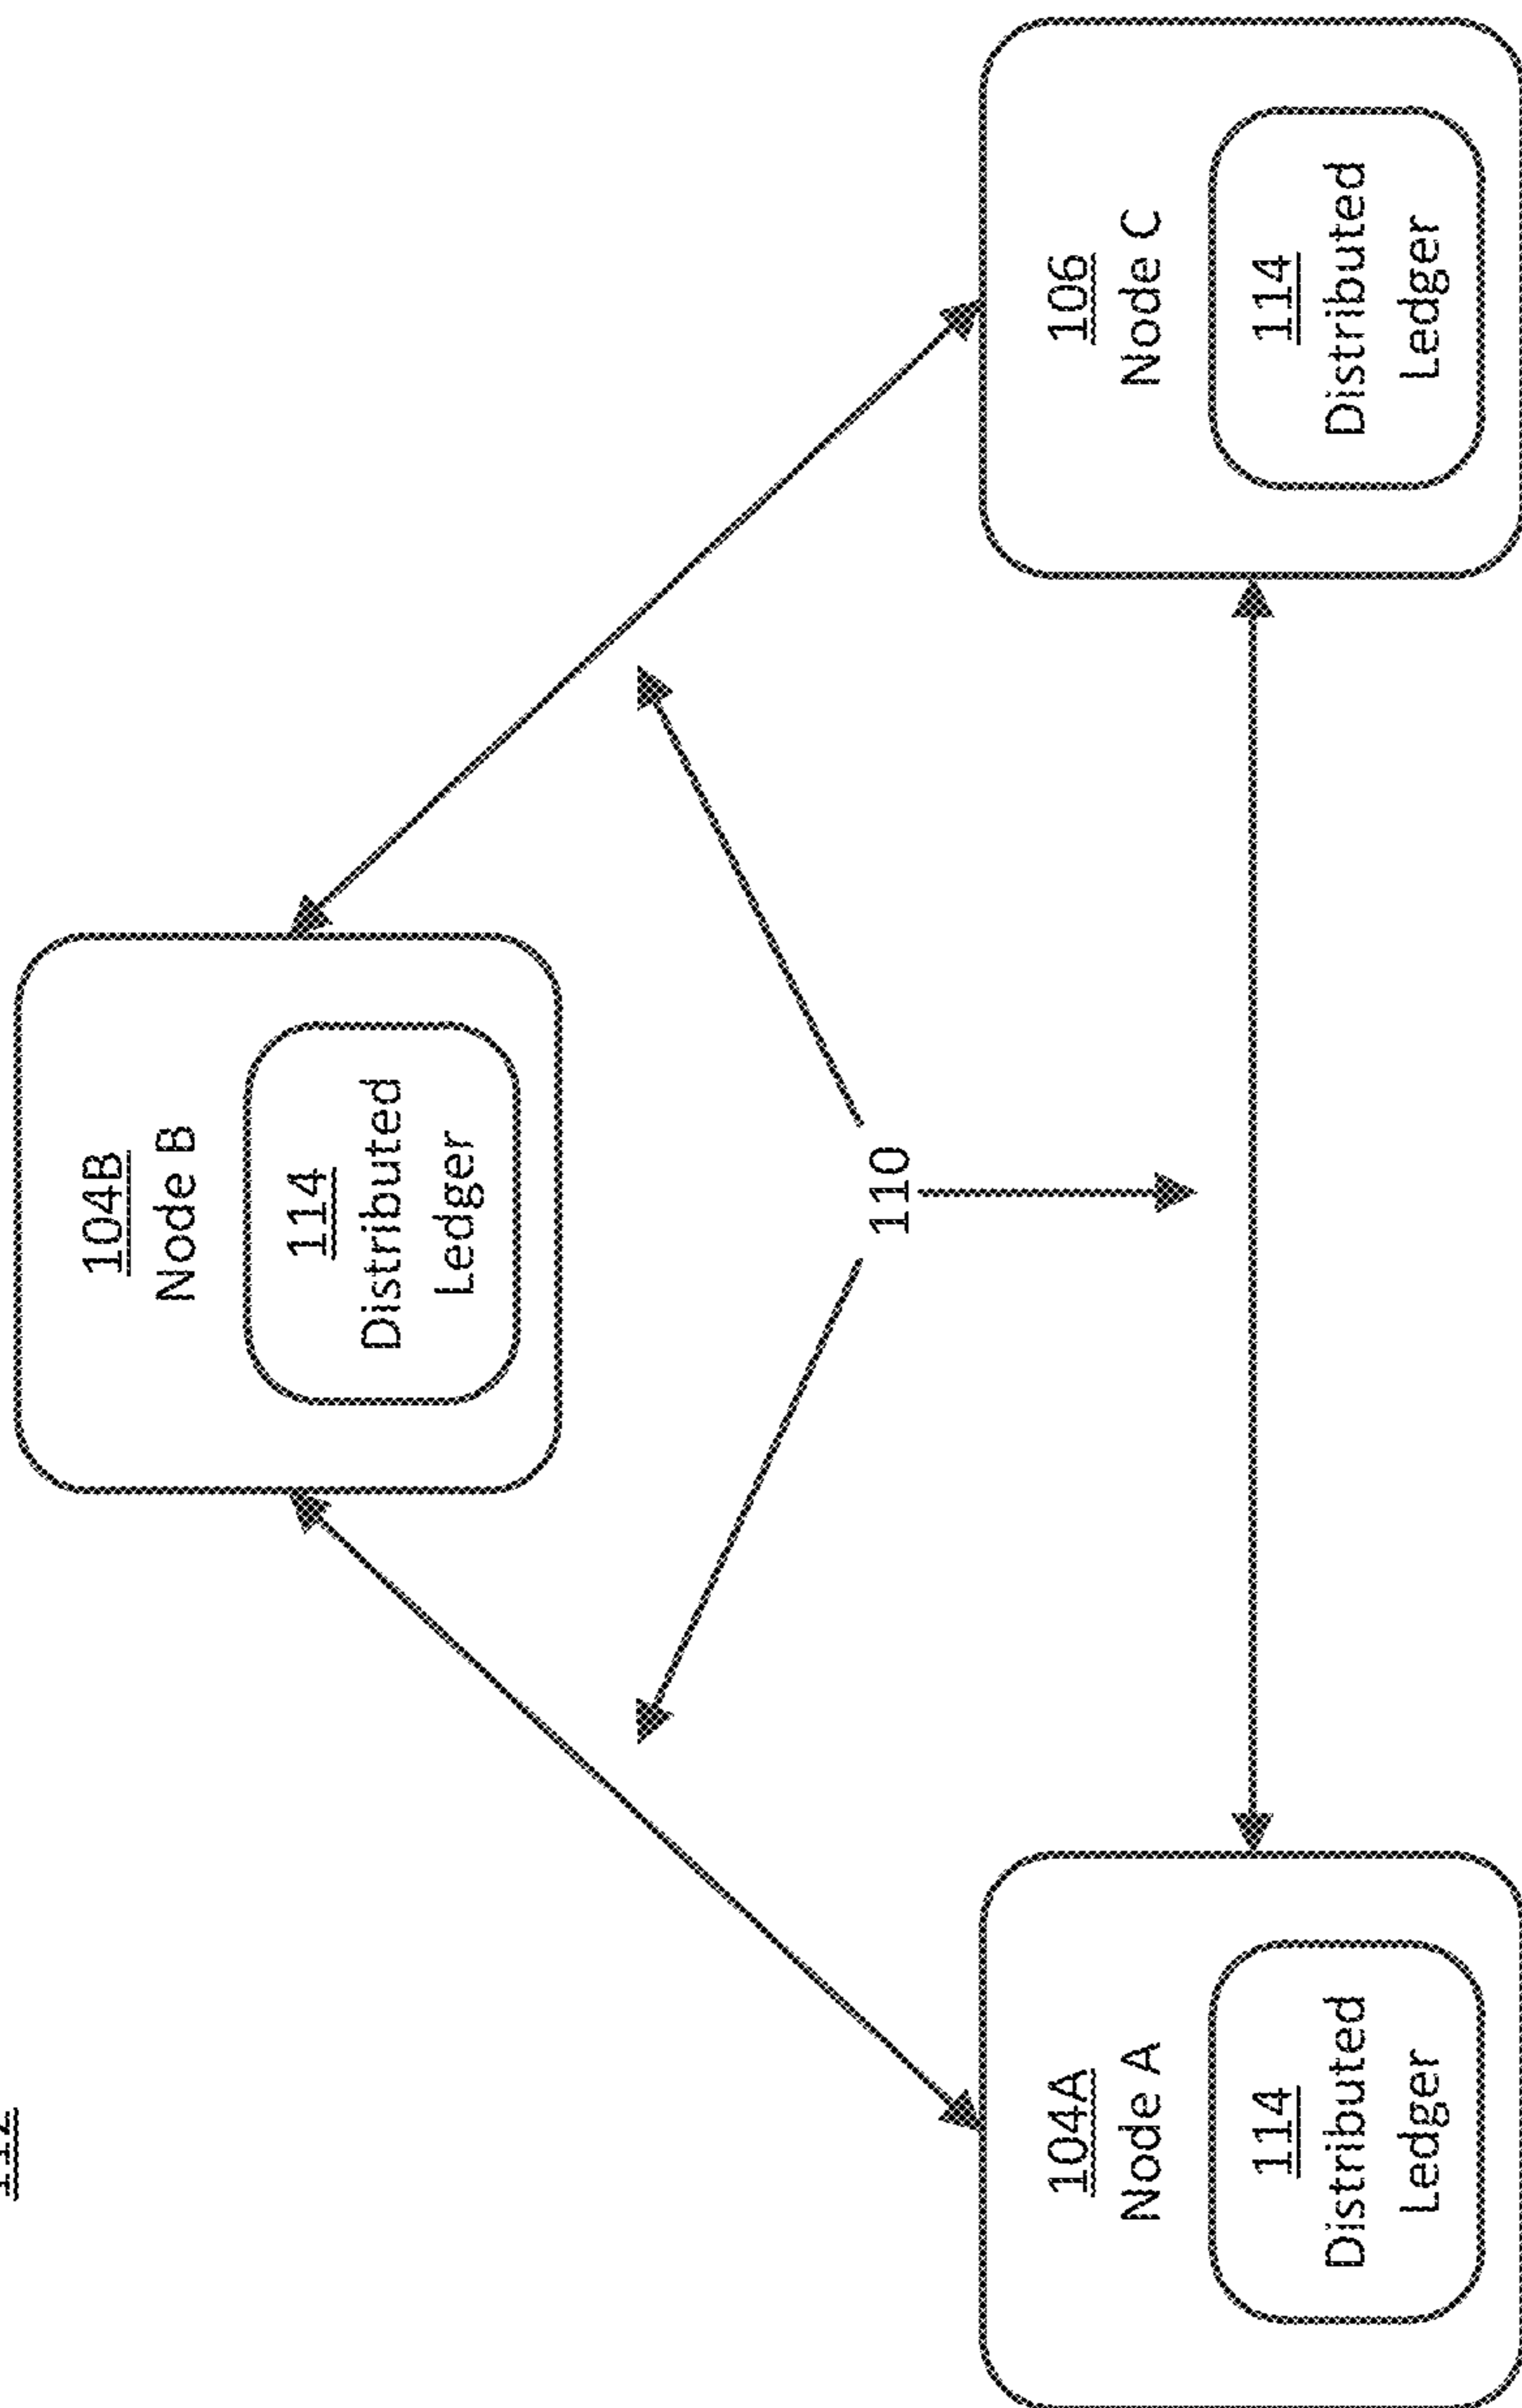 104B
Node B
114
Distributed
Ledger
110
104A
Node A
114
Distributed
Ledger
106
Node C
114
Distributed
Ledger